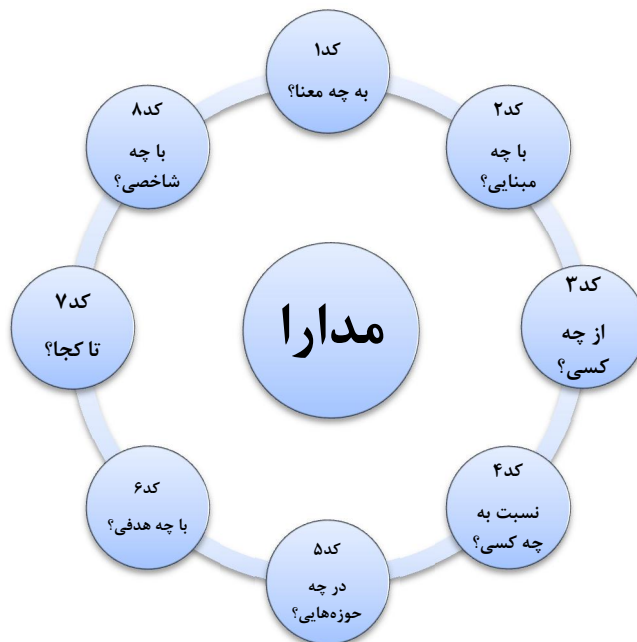 کد۱
به چه معنا؟
کد۲
با چه
مبنایی؟
کد۳
از چه
کسی؟
کد۴
نسبت به
چه کسی؟
کد۵
در چه
حوزه‌هایی؟
کد۶
با چه هدفی؟
کد۷
تا کجا؟
کد۸
با چه
شاخصی؟
مدارا